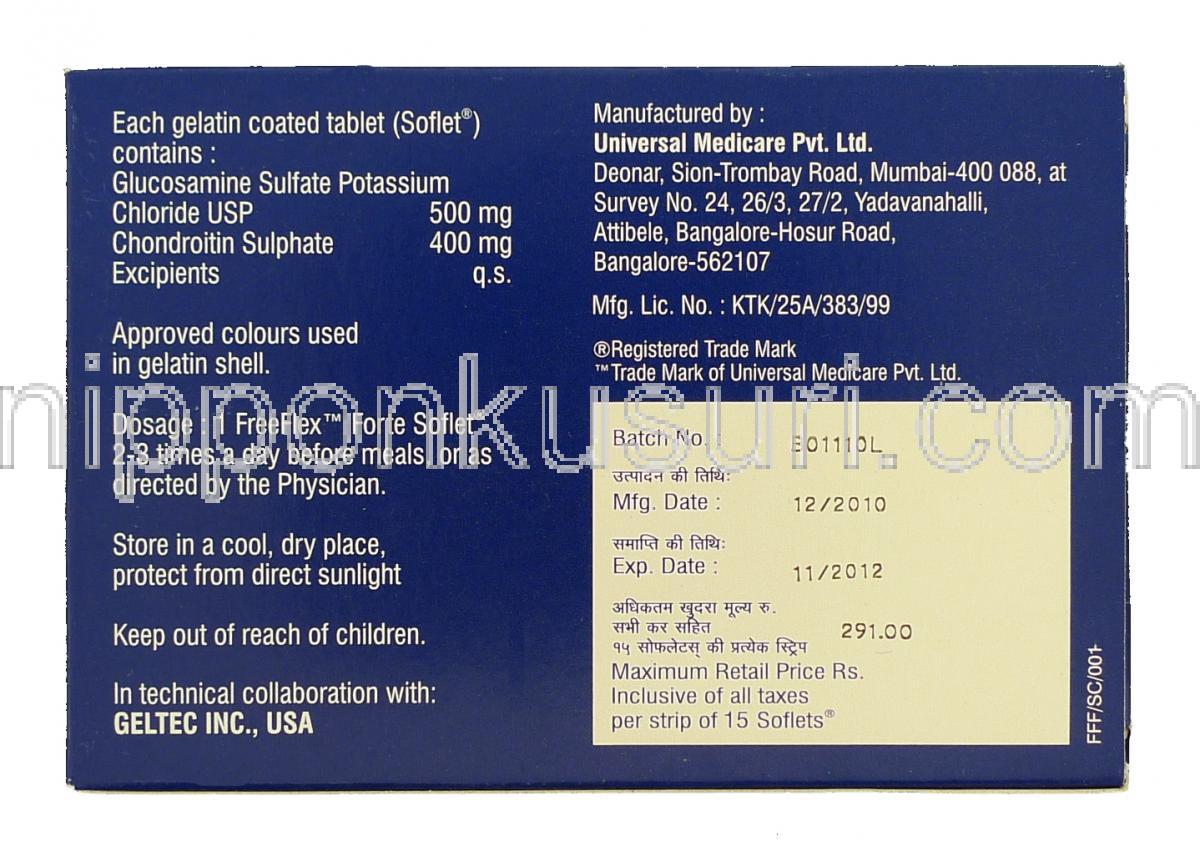 Each gelatin coated tablet (Soflet®)
contains :
Glucosamine Sulfate Potassium
Chloride USP 500 mg
Chondroitin Sulphate 400 mg
Excipients q.s.
Approved colours used
in gelatin shell.
Dosage : 1 FreeFlex™ Forte Soflet®
2-3 times a day before meals, or as
directed by the Physician.
Store in a cool, dry place,
protect from direct sunlight
Keep out of reach of children.
In technical collaboration with:
GELTEC INC., USA
Manufactured by :
Universal Medicare Pvt. Ltd.
Deonar, Sion-Trombay Road, Mumbai-400 088, at
Survey No. 24, 26/3, 27/2, Yadavanahalli,
Attibele, Bangalore-Hosur Road,
Bangalore-562107
Mfg. Lic. No. : KTK/25A/383/99
®Registered Trade Mark
™Trade Mark of Universal Medicare Pvt. Ltd.
Batch No. :
उत्पादन की तिथिः
Mfg. Date : 12/2010
समाप्ति की तिथिः
Exp. Date : 11/2012
अधिकतम खुदरा मूल्य रु.
सभी कर सहित 291.00
१५ सोफलेटस् की प्रत्येक स्ट्रिप
Maximum Retail Price Rs.
Inclusive of all taxes
per strip of 15 Soflets®
FFF/SC/001
nipponkusuri.com